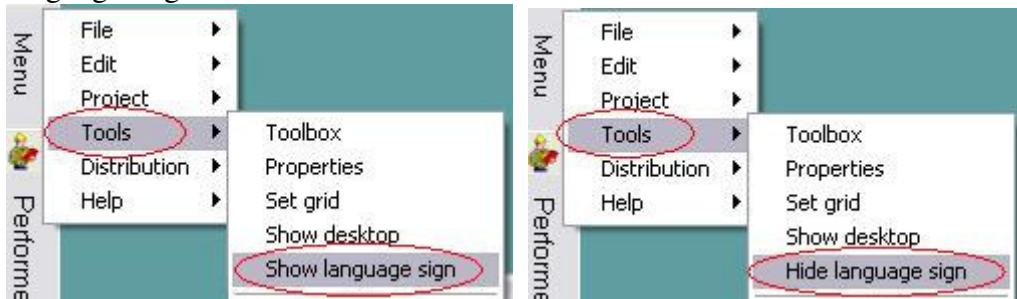 Menu
Performe
File
Edit
Project
Tools
Distribution
Help
Toolbox
Properties
Set grid
Show desktop
Show language sign
Menu
Performe
File
Edit
Project
Tools
Distribution
Help
Toolbox
Properties
Set grid
Show desktop
Hide language sign